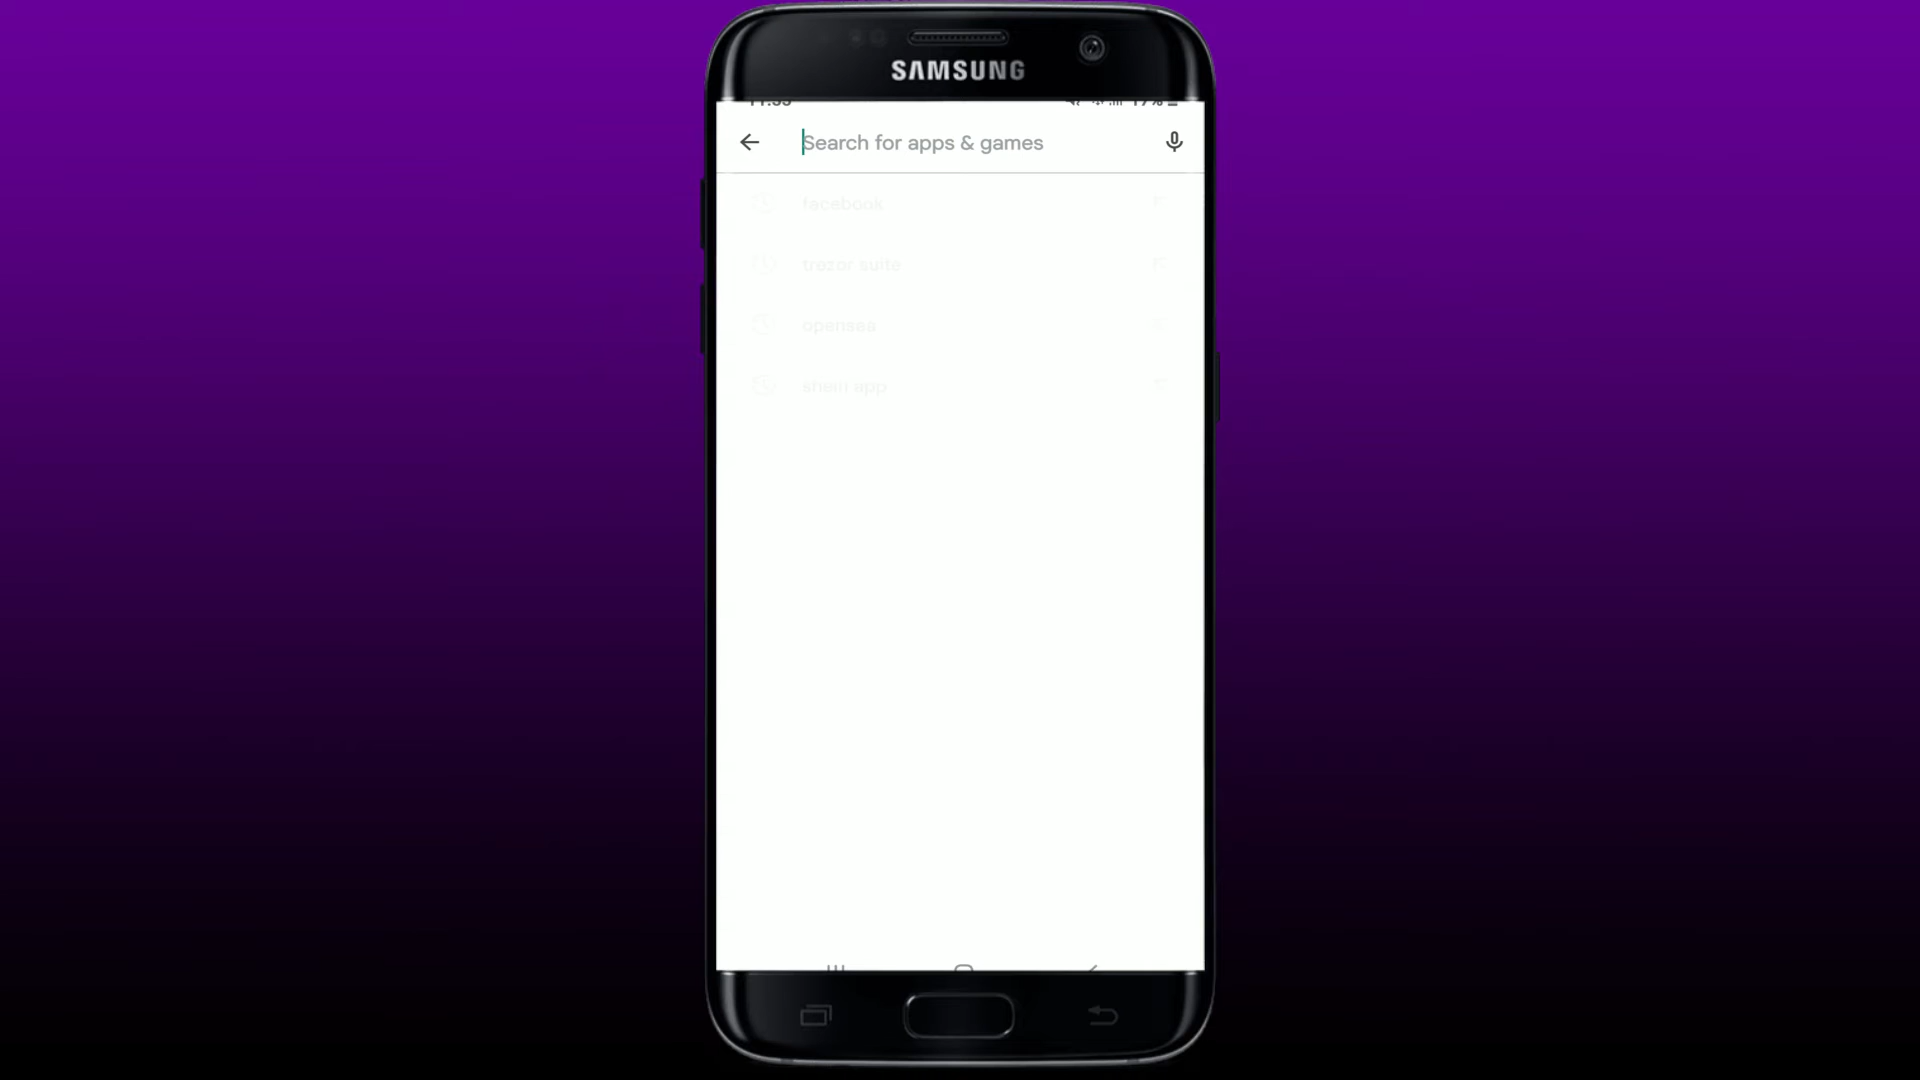 SAMSUNG
Search for apps & games
facebook
trezor suite
opensea
shein app